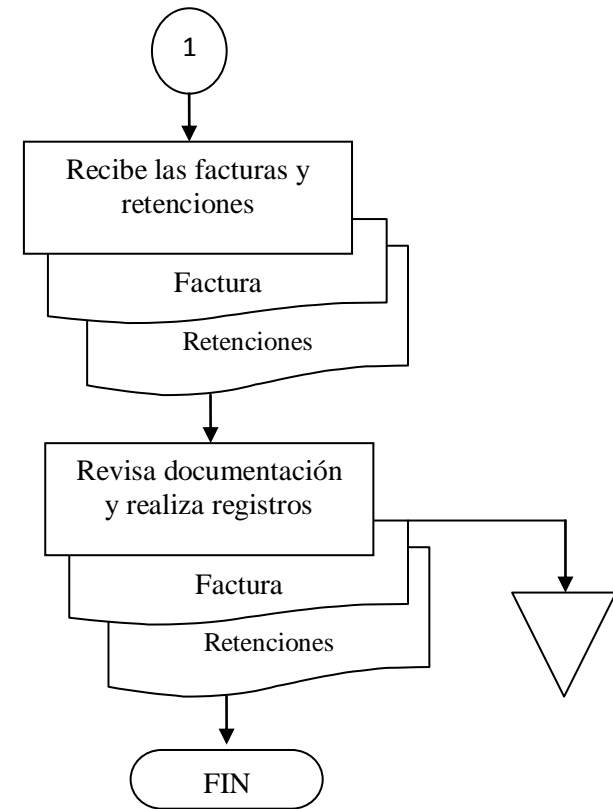 1
Recibe las facturas y
retenciones
Factura
Retenciones
Revisa documentación
y realiza registros
Factura
Retenciones
FIN